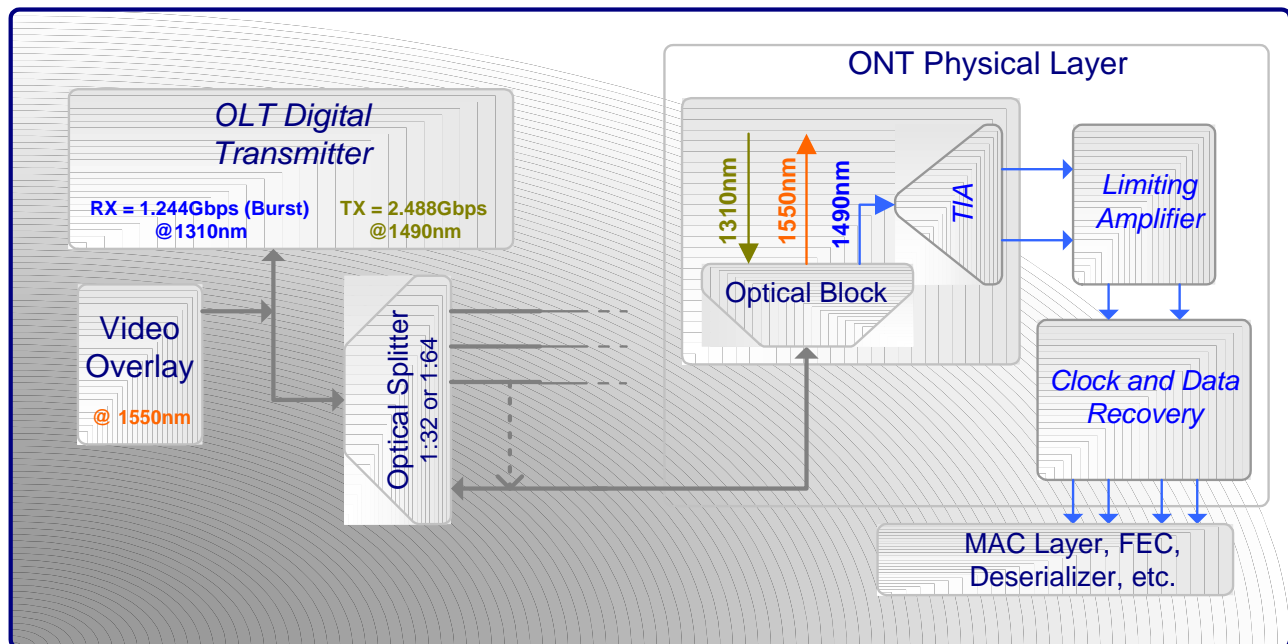 ONT Physical Layer
OLT Digital
Transmitter
RX = 1.244Gbps (Burst)
@1310nm
TX = 2.488Gbps
@1490nm
Video
Overlay
@ 1550nm
Optical Splitter
1:32 or 1:64
1310nm
1550nm
1490nm
TIA
Optical Block
Limiting
Amplifier
Clock and Data
Recovery
MAC Layer, FEC,
Deserializer, etc.